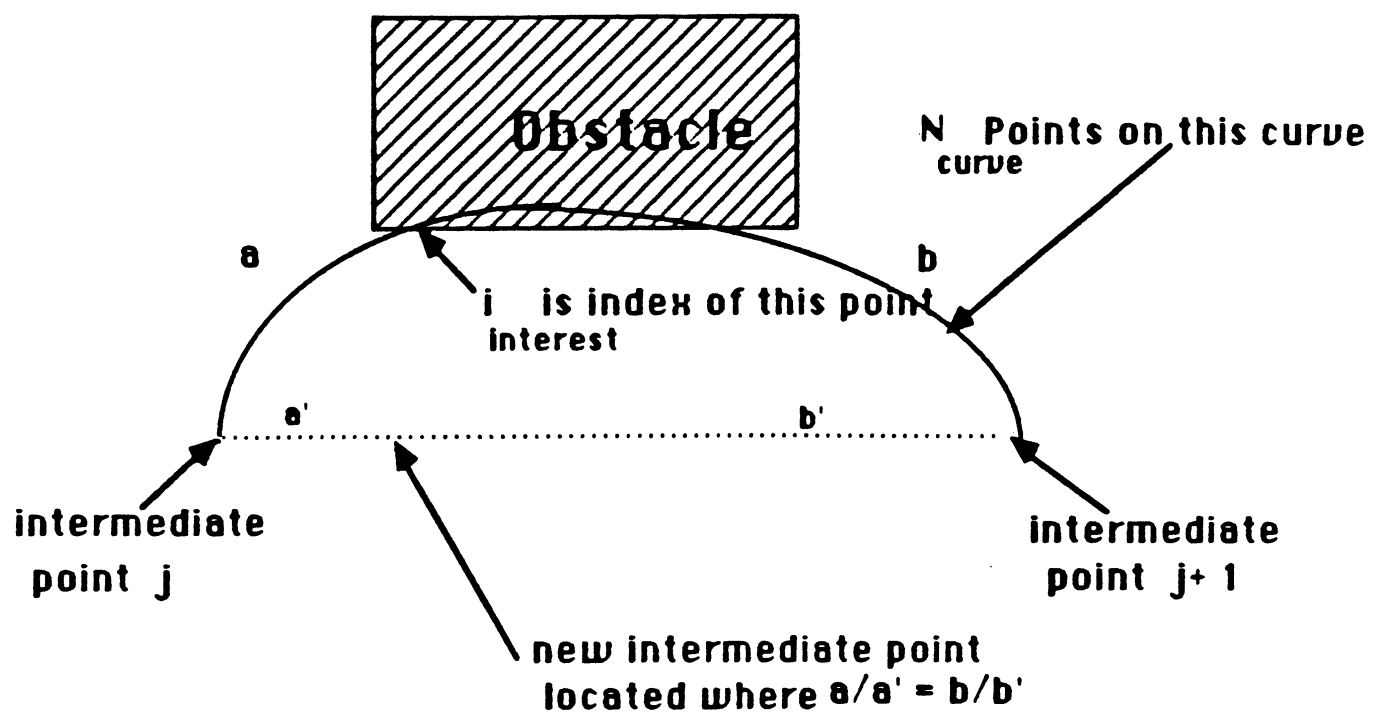 Obstacle
N Points on this curve
curve
a
b
i is index of this point
interest
a'
b'
intermediate
point j
intermediate
point j+ 1
new intermediate point
located where a/a' = b/b'